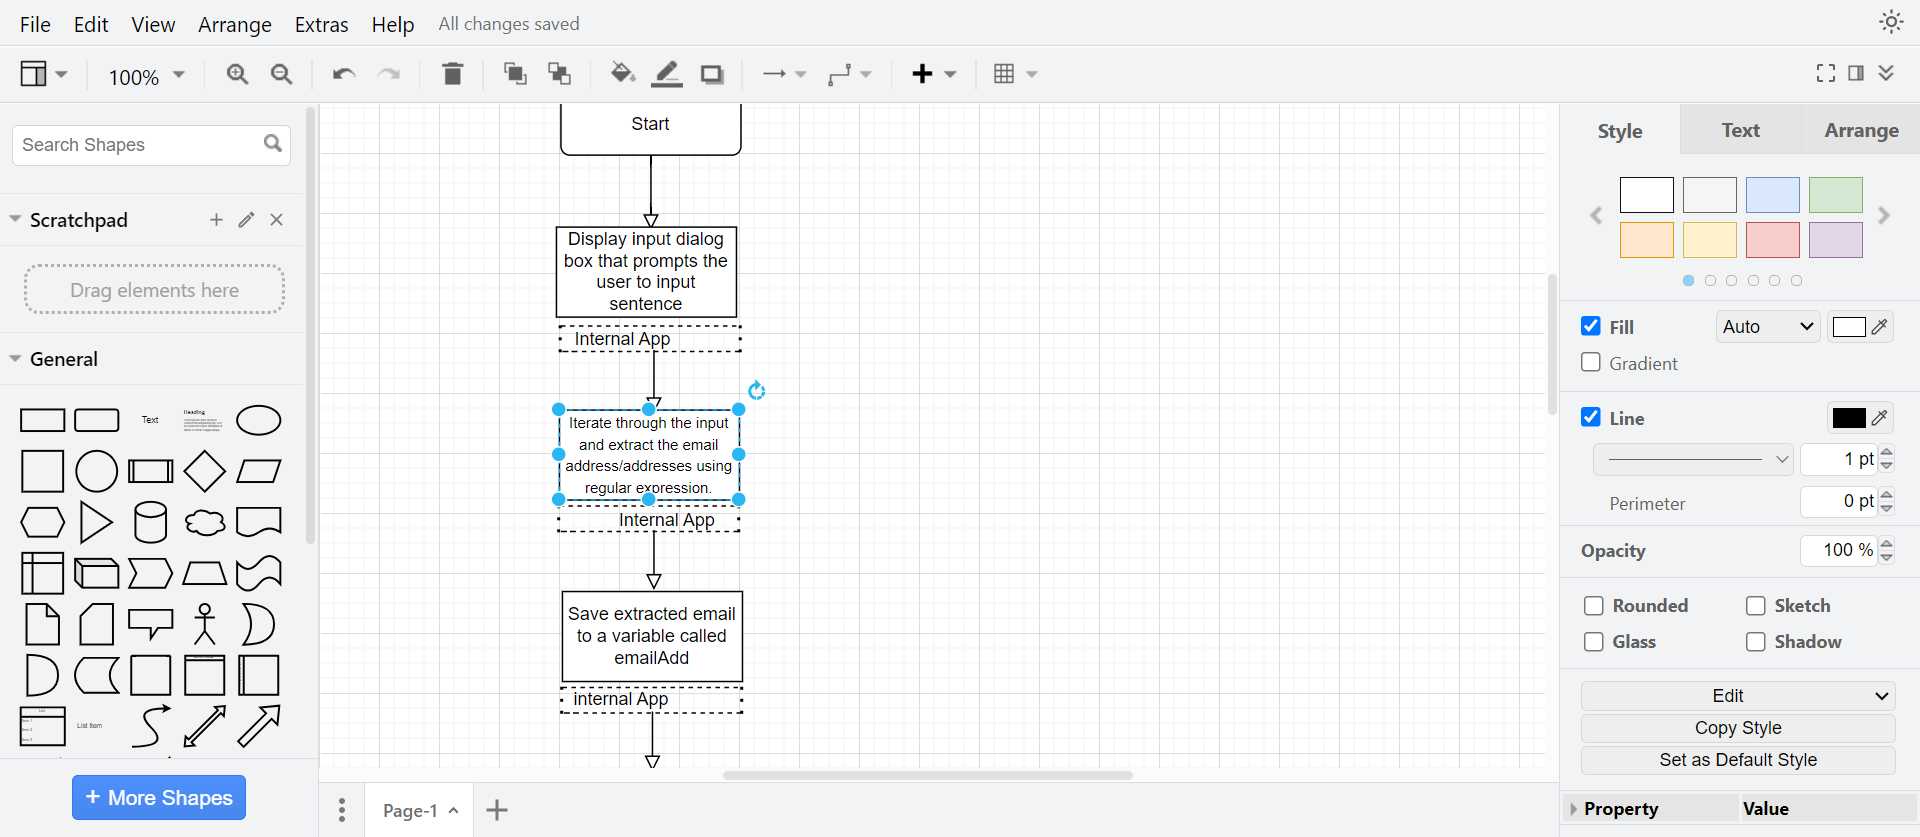 File Edit View Arrange Extras Help All changes saved
100%
Search Shapes
Scratchpad
Drag elements here
General
Text
Heading
List Item
+ More Shapes
Start
Display input dialog
box that prompts the
user to input
sentence
Internal App
Iterate through the input
and extract the email
address/addresses using
regular expression.
Internal App
Save extracted email
to a variable called
emailAdd
internal App
Page-1
Style Text Arrange
Fill Auto
Gradient
Line
1 pt
Perimeter 0 pt
Opacity 100 %
Rounded Sketch
Glass Shadow
Edit
Copy Style
Set as Default Style
Property Value